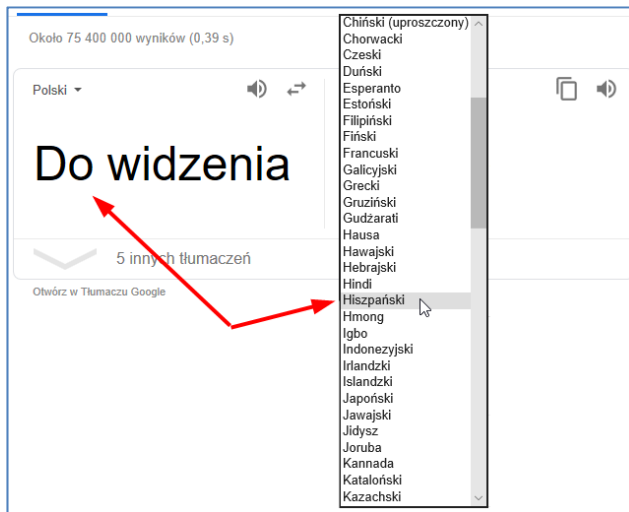 Około 75 400 000 wyników (0,39 s)
Polski
Do widzenia
5 innych tłumaczeń
Otwórz w Tłumaczu Google
Chiński (uproszczony)
Chorwacki
Czeski
Duński
Esperanto
Estoński
Filipiński
Fiński
Francuski
Galicyjski
Grecki
Gruziński
Gudżarati
Hausa
Hawajski
Hebrajski
Hindi
Hiszpański
Hmong
Igbo
Indonezyjski
Irlandzki
Islandzki
Japoński
Jawajski
Jidysz
Joruba
Kannada
Kataloński
Kazachski